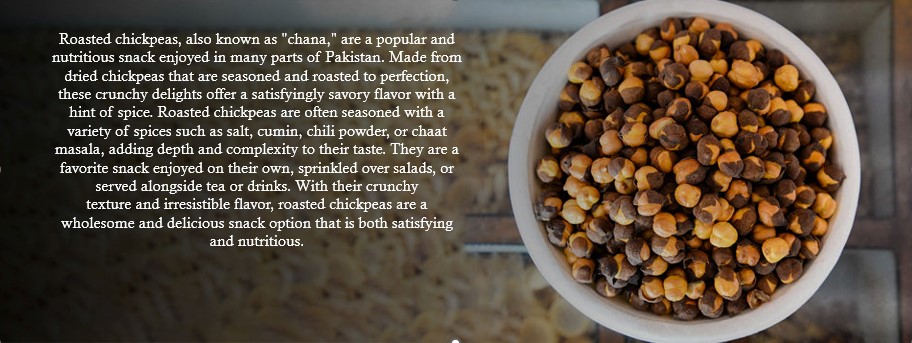 Roasted chickpeas, also known as "chana," are a popular and
nutritious snack enjoyed in many parts of Pakistan. Made from
dried chickpeas that are seasoned and roasted to perfection,
these crunchy delights offer a satisfyingly savory flavor with a
hint of spice. Roasted chickpeas are often seasoned with a
variety of spices such as salt, cumin, chili powder, or chaat
masala, adding depth and complexity to their taste. They are a
favorite snack enjoyed on their own, sprinkled over salads, or
served alongside tea or drinks. With their crunchy
texture and irresistible flavor, roasted chickpeas are a
wholesome and delicious snack option that is both satisfying
and nutritious.